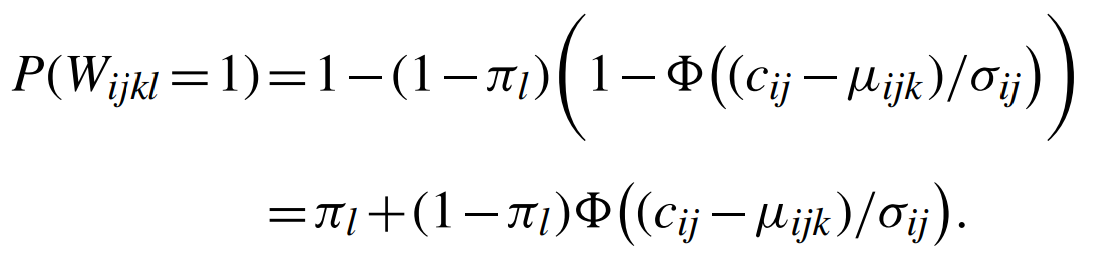 P(W_{ijkl} = 1) = 1 − (1 − π_l)(1 − Φ((c_{ij} − μ_{ijk})/σ_{ij}))
= π_l + (1 − π_l)Φ((c_{ij} − μ_{ijk})/σ_{ij}).